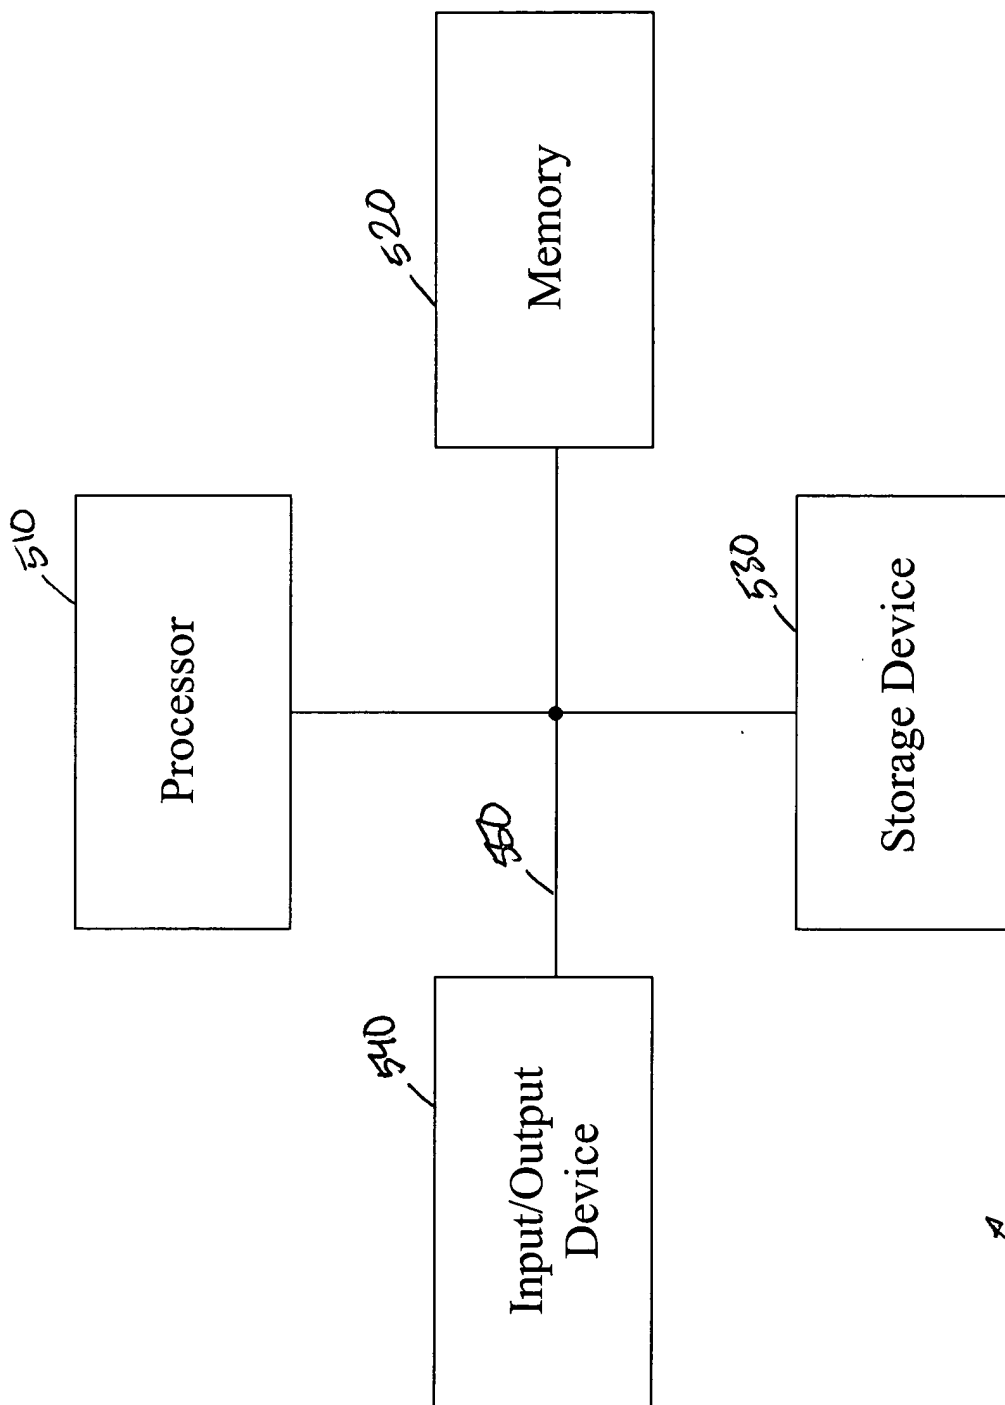 510
Processor
540
520
550
Input/Output
Device
Memory
530
Storage Device